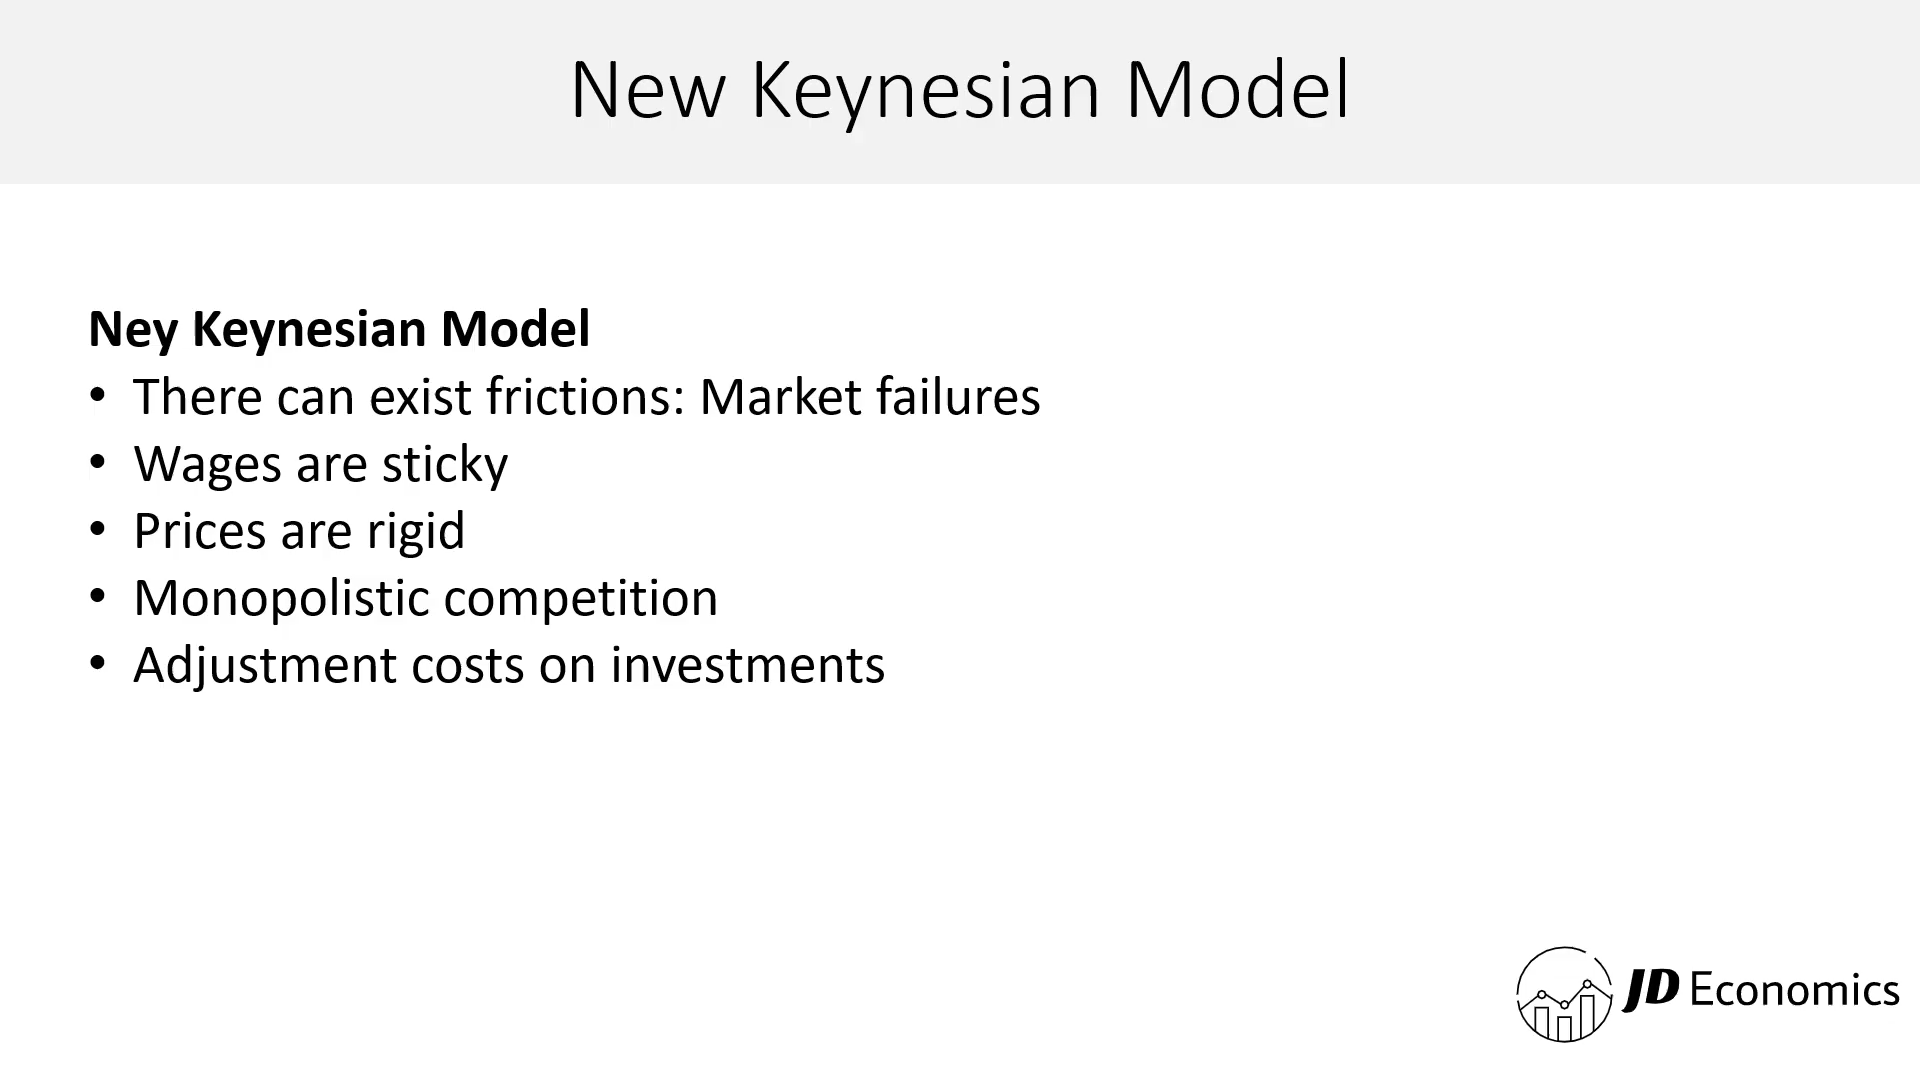 New Keynesian Model
Ney Keynesian Model
• There can exist frictions: Market failures
• Wages are sticky
• Prices are rigid
• Monopolistic competition
• Adjustment costs on investments
JD Economics